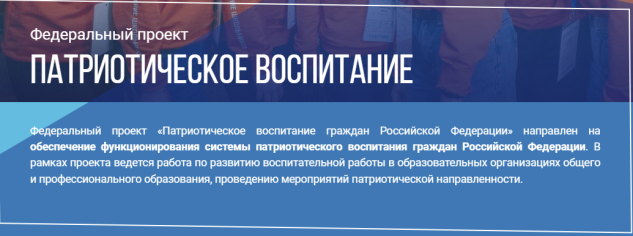 Федеральный проект
ПАТРИОТИЧЕСКОЕ ВОСПИТАНИЕ
Федеральный проект «Патриотическое воспитание граждан Российской Федерации» направлен на
обеспечение функционирования системы патриотического воспитания граждан Российской Федерации. В
рамках проекта ведется работа по развитию воспитательной работы в образовательных организациях общего
и профессионального образования, проведению мероприятий патриотической направленности.